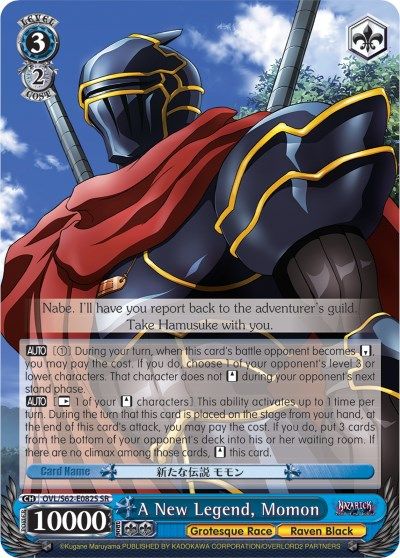 LEVEL
3
2
COST
Nabe. I'll have you report back to the adventurer's guild.
Take Hamusuke with you.
AUTO [①] During your turn, when this card's battle opponent becomes
you may pay the cost. If you do, choose 1 of your opponent's level 3 or
lower characters. That character does not during your opponent's next
stand phase.
AUTO [ 1 of your characters] This ability activates up to 1 time per
turn. During the turn that this card is placed on the stage from your hand, at
the end of this card's attack, you may pay the cost. If you do, put 3 cards
from the bottom of your opponent's deck into his or her waiting room. If
there are no climax among those cards,
Card Name 新たな伝説 モモン
CH OVL/S62-E082S SR
POWER 10000
A New Legend, Momon
NAZARICK
Grotesque Race Raven Black
©Kugane Maruyama,PUBLISHED BY KADOKAWA CORPORATION/OVERLORD2 PARTNERS